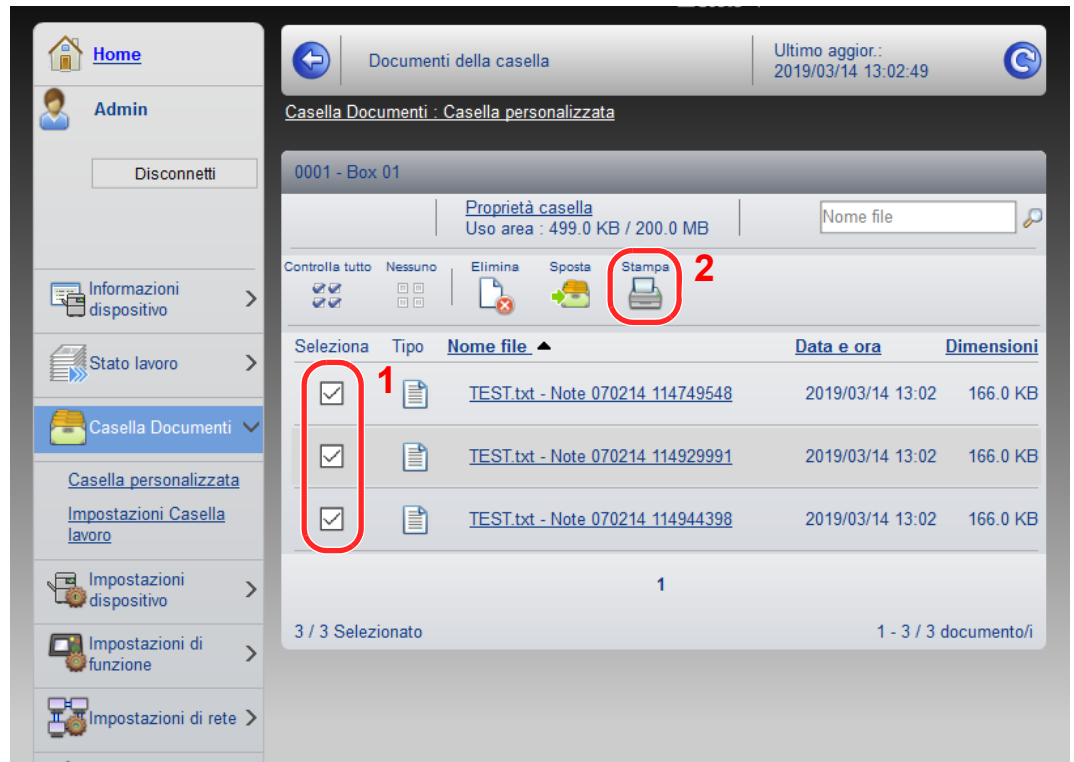 Home
Admin
Disconnetti
Informazioni
dispositivo
Stato lavoro
Casella Documenti
Casella personalizzata
Impostazioni Casella
lavoro
Impostazioni
dispositivo
Impostazioni di
funzione
Impostazioni di rete
Documenti della casella
Ultimo aggior.:
2019/03/14 13:02:49
Casella Documenti : Casella personalizzata
0001 - Box 01
Proprietà casella
Uso area : 499.0 KB / 200.0 MB
Nome file
Controlla tutto Nessuno Elimina Sposta Stampa 2
Seleziona Tipo Nome file Data e ora Dimensioni
1
TEST.txt - Note 070214 114749548 2019/03/14 13:02 166.0 KB
TEST.txt - Note 070214 114929991 2019/03/14 13:02 166.0 KB
TEST.txt - Note 070214 114944398 2019/03/14 13:02 166.0 KB
1
3 / 3 Selezionato 1 - 3 / 3 documento/i